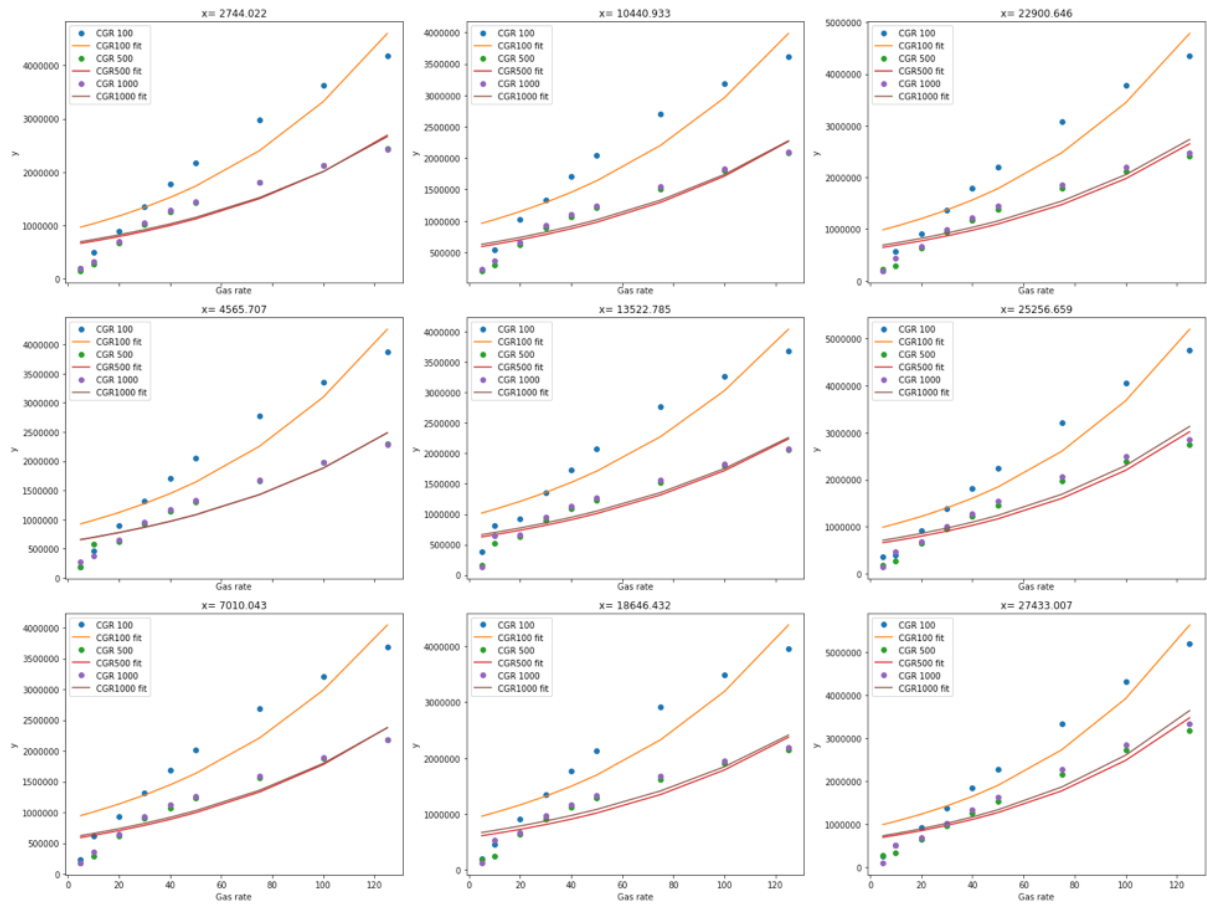 x= 2744.022
CGR 100
CGR100 fit
CGR 500
CGR500 fit
CGR 1000
CGR1000 fit
4000000
3000000
2000000
1000000
0
y
Gas rate
x= 10440.933
CGR 100
CGR100 fit
CGR 500
CGR500 fit
CGR 1000
CGR1000 fit
4000000
3500000
3000000
2500000
2000000
1500000
1000000
500000
y
Gas rate
x= 22900.646
CGR 100
CGR100 fit
CGR 500
CGR500 fit
CGR 1000
CGR1000 fit
5000000
4000000
3000000
2000000
1000000
0
y
Gas rate
x= 4565.707
CGR 100
CGR100 fit
CGR 500
CGR500 fit
CGR 1000
CGR1000 fit
4000000
3500000
3000000
2500000
2000000
1500000
1000000
500000
0
y
Gas rate
x= 13522.785
CGR 100
CGR100 fit
CGR 500
CGR500 fit
CGR 1000
CGR1000 fit
4000000
3500000
3000000
2500000
2000000
1500000
1000000
500000
0
y
Gas rate
x= 25256.659
CGR 100
CGR100 fit
CGR 500
CGR500 fit
CGR 1000
CGR1000 fit
5000000
4000000
3000000
2000000
1000000
0
y
Gas rate
x= 7010.043
CGR 100
CGR100 fit
CGR 500
CGR500 fit
CGR 1000
CGR1000 fit
4000000
3500000
3000000
2500000
2000000
1500000
1000000
500000
0
y
0 20 40 60 80 100 120
Gas rate
x= 18646.432
CGR 100
CGR100 fit
CGR 500
CGR500 fit
CGR 1000
CGR1000 fit
4000000
3000000
2000000
1000000
0
y
0 20 40 60 80 100 120
Gas rate
x= 27433.007
CGR 100
CGR100 fit
CGR 500
CGR500 fit
CGR 1000
CGR1000 fit
5000000
4000000
3000000
2000000
1000000
0
y
0 20 40 60 80 100 120
Gas rate